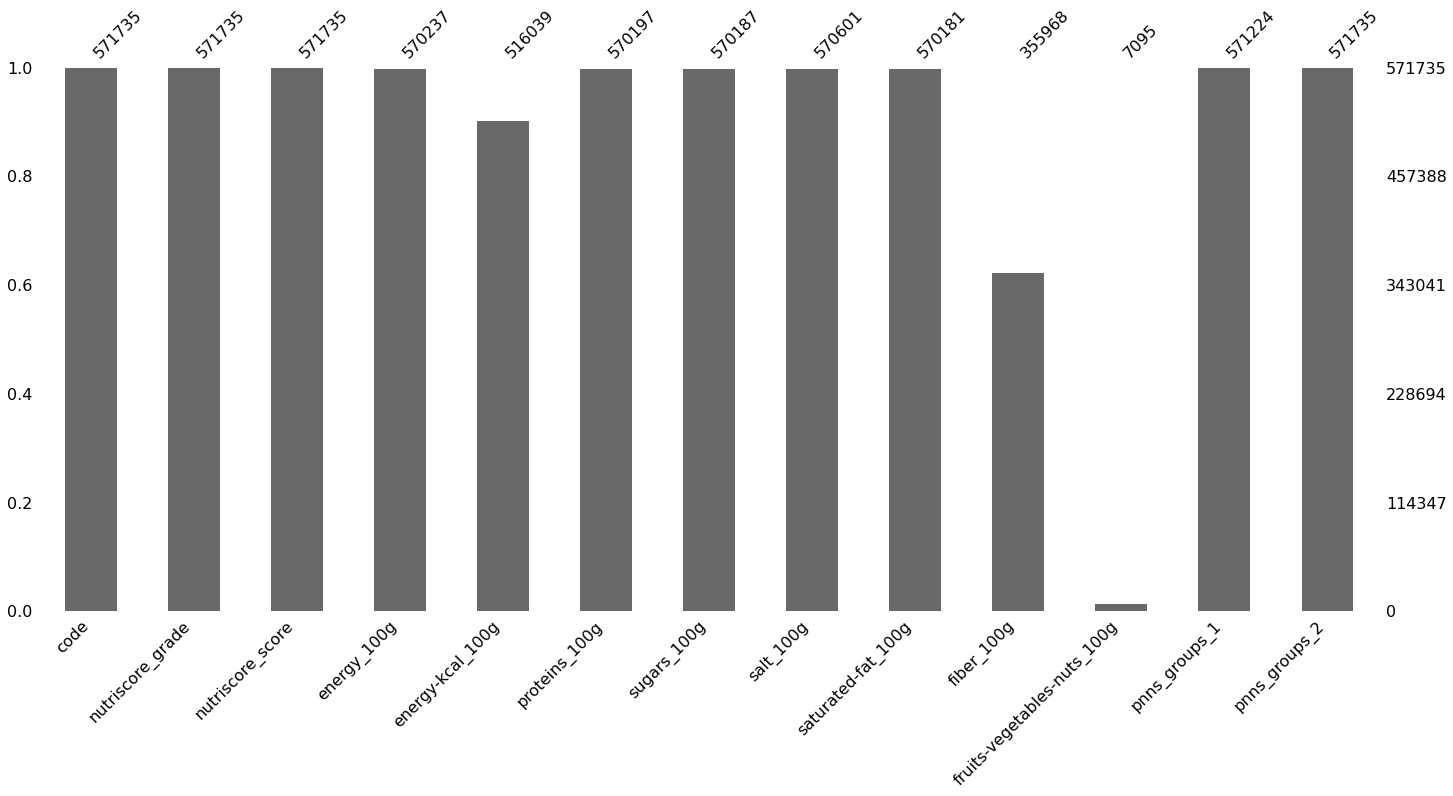 571735
571735
571735
570237
516039
570197
570187
570601
570181
355968
7095
571224
571735
1.0
571735
0.8
457388
0.6
343041
0.4
228694
0.2
114347
0.0
0
code
nutriscore_grade
nutriscore_score
energy_100g
energy-kcal_100g
proteins_100g
sugars_100g
salt_100g
saturated-fat_100g
fiber_100g
fruits-vegetables-nuts_100g
pnns_groups_1
pnns_groups_2